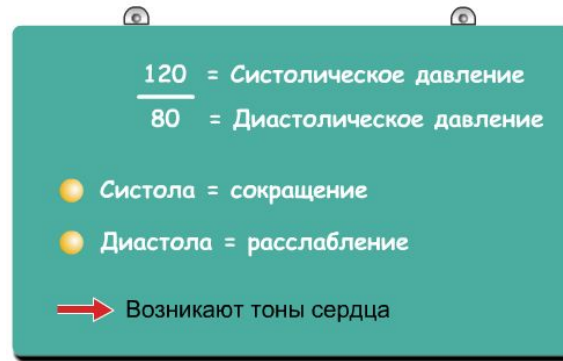 120 = Систолическое давление
80 = Диастолическое давление
Систола = сокращение
Диастола = расслабление
Возникают тоны сердца